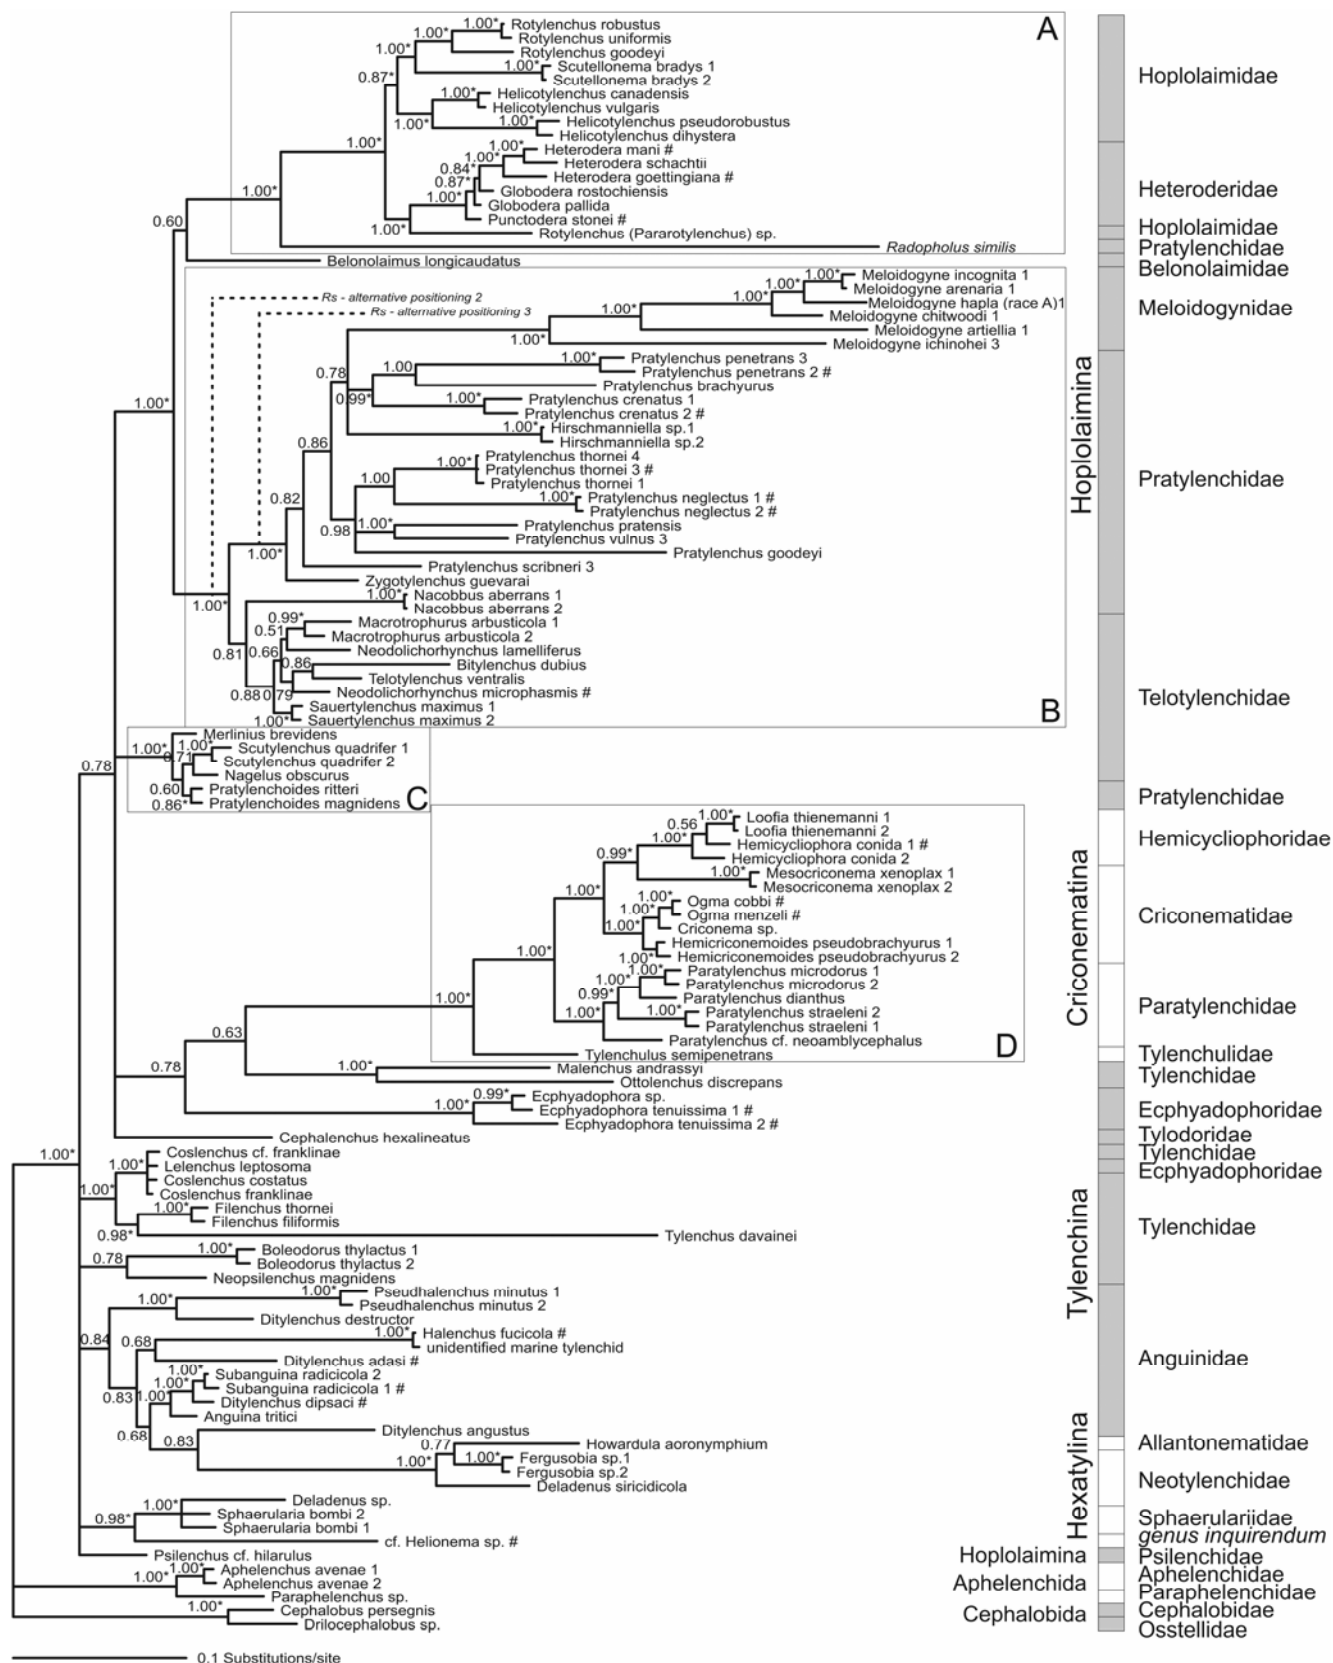 A
1.00* Rotylenchus robustus
1.00* Rotylenchus uniformis
1.00* Rotylenchus goodeyi
0.87* 1.00* Scutellonema bradys 1
Scutellonema bradys 2
1.00* Helicotylenchus canadensis
Helicotylenchus vulgaris
1.00* 1.00* Helicotylenchus pseudorobustus
Helicotylenchus dihystera
1.00* 1.00* Heterodera mani #
1.00* Heterodera schachtii
0.84* Heterodera goettingiana #
1.00* 0.87* Globodera rostochiensis
1.00* Globodera pallida
Punctodera stonei #
1.00* Rotylenchus (Pararotylenchus) sp.
0.60 Radopholus similis
Belonolaimus longicaudatus
1.00* Meloidogyne incognita 1
1.00* Meloidogyne arenaria 1
1.00* Meloidogyne hapla (race A)1
1.00* Meloidogyne chitwoodi 1
Meloidogyne artiellia 1
1.00* Meloidogyne ichinohei 3
Rs - alternative positioning 2
Rs - alternative positioning 3
1.00* Pratylenchus penetrans 3
0.78 1.00 Pratylenchus penetrans 2 #
Pratylenchus brachyurus
0.99* 1.00* Pratylenchus crenatus 1
1.00* Pratylenchus crenatus 2 #
1.00* Hirschmanniella sp.1
0.86 Hirschmanniella sp.2
Pratylenchus thornei 4
1.00* Pratylenchus thornei 3 #
1.00 Pratylenchus thornei 1
0.82 1.00* Pratylenchus neglectus 1 #
Pratylenchus neglectus 2 #
0.98 1.00* Pratylenchus pratensis
Pratylenchus vulnus 3
1.00* Pratylenchus goodeyi
Pratylenchus scribneri 3
Zygotylenchus guevarai
1.00* 1.00* Nacobbus aberrans 1
Nacobbus aberrans 2
0.99* Macrotrophurus arbusticola 1
0.51 Macrotrophurus arbusticola 2
0.81 0.66 Neodolichorhynchus lamelliferus
0.86 Bitylenchus dubius
Telotylenchus ventralis
0.88 0.79 Neodolichorhynchus microphasmis #
Sauertylenchus maximus 1
1.00* Sauertylenchus maximus 2
B
Merlinius brevidens
1.00* 1.00* Scutylenchus quadrifer 1
0.71 Scutylenchus quadrifer 2
0.78 Nagelus obscurus
0.60 Pratylenchoides ritteri
0.86* Pratylenchoides magnidens
C
1.00* Loofia thienemanni 1
0.56 Loofia thienemanni 2
1.00* Hemicycliophora conida 1 #
0.99* Hemicycliophora conida 2
1.00* Mesocriconema xenoplax 1
Mesocriconema xenoplax 2
1.00* 1.00* Ogma cobbi #
1.00* Ogma menzeli #
1.00* Criconema sp.
Hemicriconemoides pseudobrachyurus 1
1.00* 1.00* Hemicriconemoides pseudobrachyurus 2
1.00* Paratylenchus microdorus 1
1.00* Paratylenchus microdorus 2
1.00* 0.99* Paratylenchus dianthus
1.00* 1.00* Paratylenchus straeleni 2
Paratylenchus straeleni 1
0.63 Paratylenchus cf. neoamblycephalus
D
Tylenchulus semipenetrans
0.78 1.00* Malenchus andrassyi
Ottolenchus discrepans
0.99* Ecphyadophora sp.
1.00* Ecphyadophora tenuissima 1 #
Ecphyadophora tenuissima 2 #
Cephalenchus hexalineatus
1.00* Coslenchus cf. franklinae
1.00* Lelenchus leptosoma
Coslenchus costatus
1.00* Coslenchus franklinae
1.00* Filenchus thornei
Filenchus filiformis
0.98* Tylenchus davainei
1.00* Boleodorus thylactus 1
0.78 Boleodorus thylactus 2
Neopsilenchus magnidens
1.00* Pseudhalenchus minutus 1
1.00* Pseudhalenchus minutus 2
Ditylenchus destructor
0.84 0.68 1.00* Halenchus fucicola #
unidentified marine tylenchid
Ditylenchus adasi #
1.00* Subanguina radicicola 2
1.00* Subanguina radicicola 1 #
0.83 1.00* Ditylenchus dipsaci #
Anguina tritici
0.68 0.83 Ditylenchus angustus
0.77 Howardula aoronymphium
1.00* 1.00* Fergusobia sp.1
Fergusobia sp.2
Deladenus siricidicola
1.00* Deladenus sp.
0.98* Sphaerularia bombi 2
Sphaerularia bombi 1
cf. Helionema sp. #
Psilenchus cf. hilarulus
1.00* 1.00* Aphelenchus avenae 1
Aphelenchus avenae 2
Paraphelenchus sp.
1.00* Cephalobus persegnis
Drilocephalobus sp.
0.1 Substitutions/site
Hoplolaimina
Criconematina
Tylenchina
Hexatylina
Hoplolaimina
Aphelenchida
Cephalobida
Hoplolaimidae
Heteroderidae
Hoplolaimidae
Pratylenchidae
Belonolaimidae
Meloidogynidae
Pratylenchidae
Telotylenchidae
Pratylenchidae
Hemicycliophoridae
Criconematidae
Paratylenchidae
Tylenchulidae
Tylenchidae
Ecphyadophoridae
Tylodoridae
Tylenchidae
Ecphyadophoridae
Tylenchidae
Anguinidae
Allantonematidae
Neotylenchidae
Sphaerulariidae
genus inquirendum
Psilenchidae
Aphelenchidae
Paraphelenchidae
Cephalobidae
Osstellidae